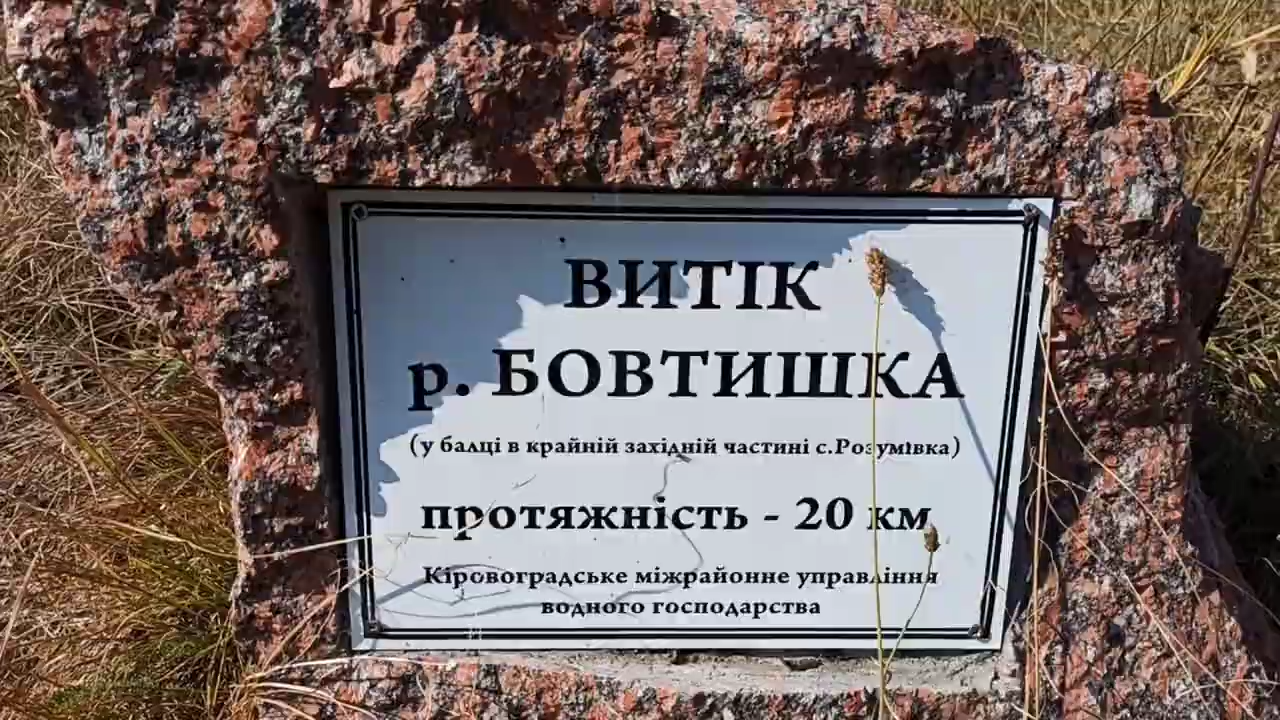 ВИТІК
р. БОВТИШКА
(у балці в крайній західній частині с.Розумівка)
протяжність - 20 км
Кіровоградське міжрайонне управління
водного господарства